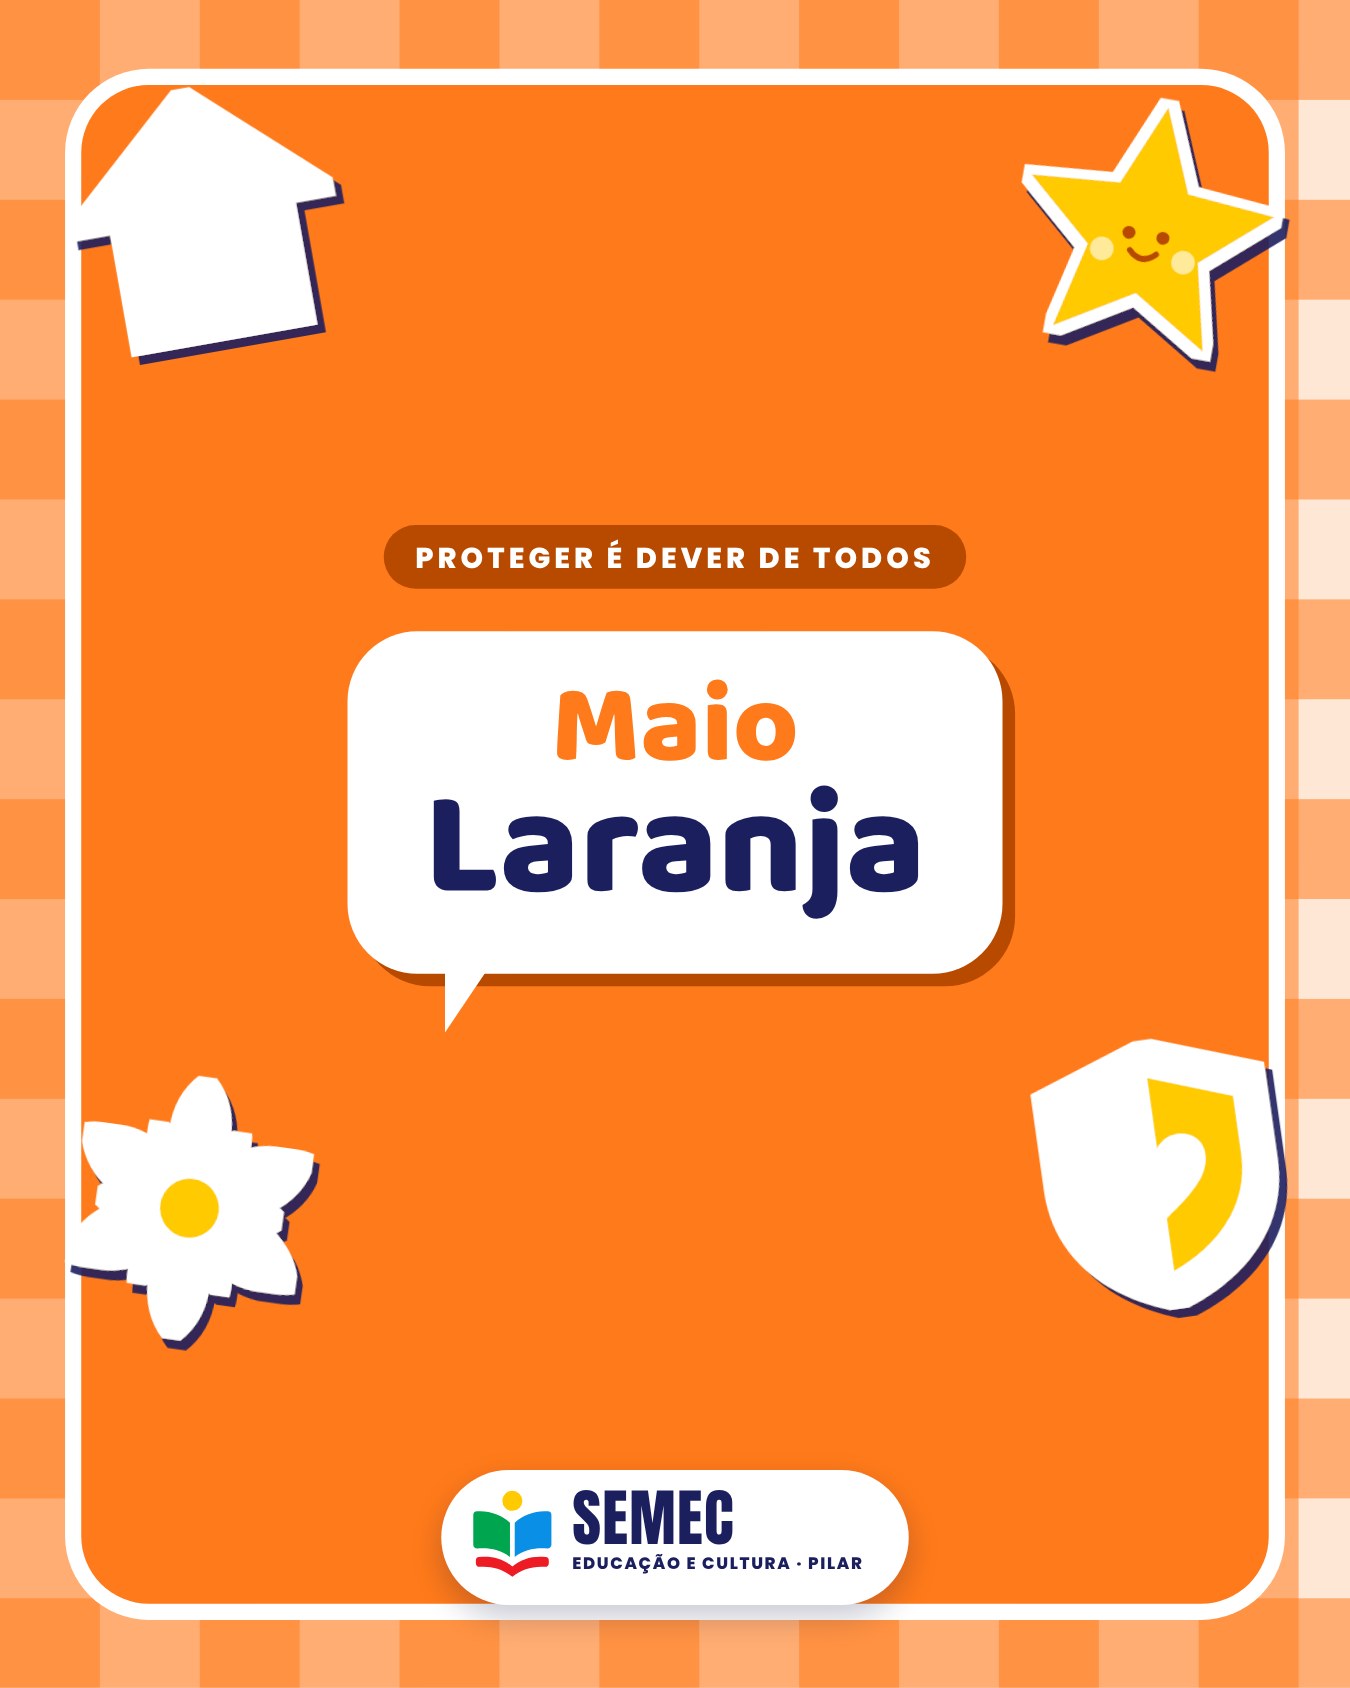 PROTEGER É DEVER DE TODOS
Maio
Laranja
SEMEC
EDUCAÇÃO E CULTURA · PILAR